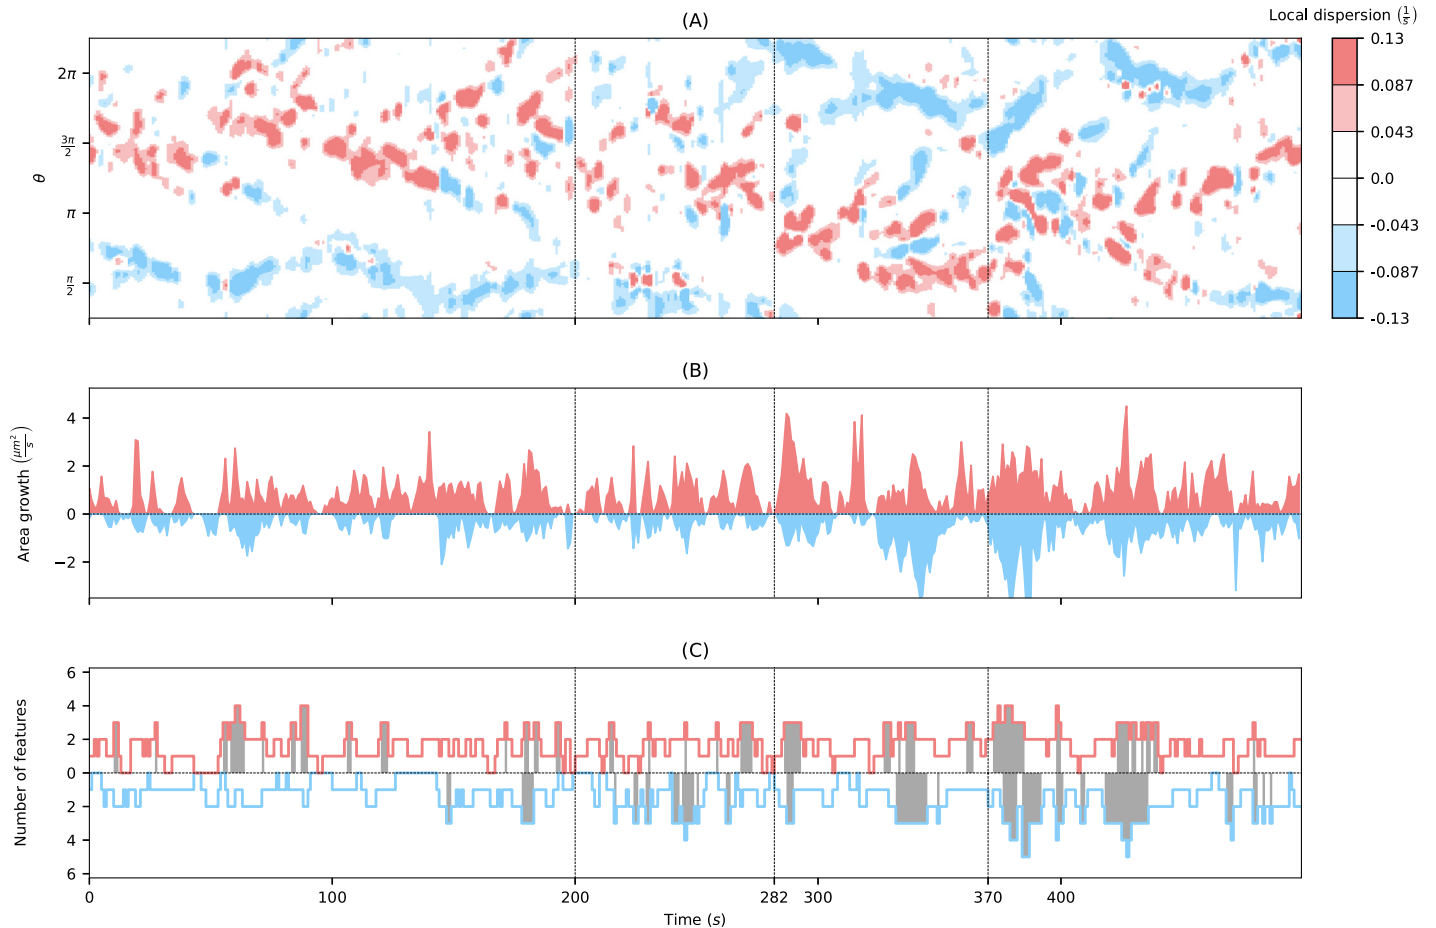 (A)
Local dispersion (1/s)
0.13
0.087
0.043
0.0
-0.043
-0.087
-0.13
2π
3π/2
π
π/2
θ
(B)
4
2
0
−2
Area growth (μm²/s)
(C)
6
4
2
0
2
4
6
Number of features
0 100 200 282 300 370 400
Time (s)